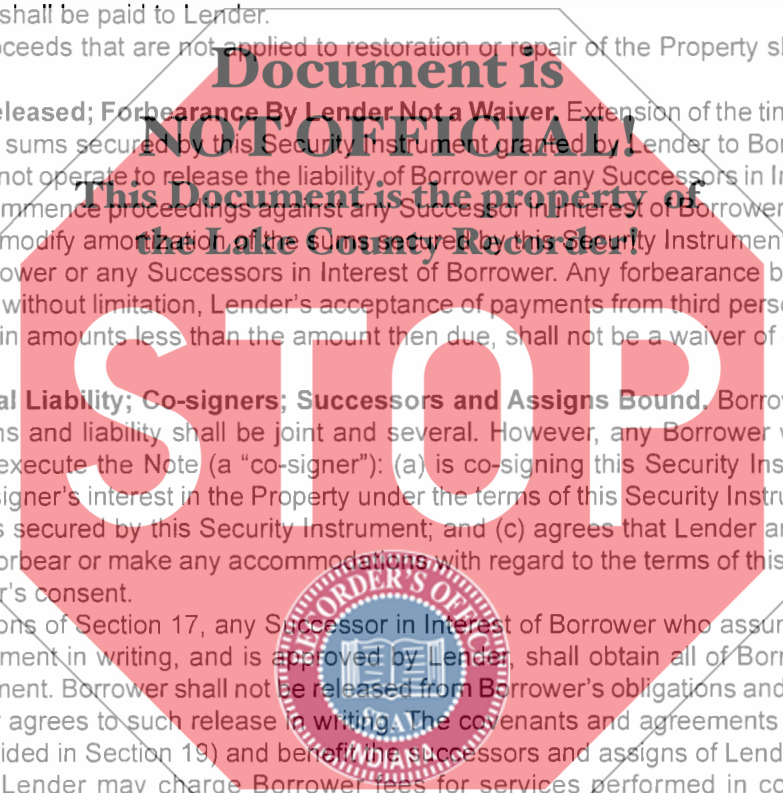 shall be paid to Lender.
oceeds that are not applied to restoration or repair of the Property s
Document is
eleased; Forbearance By Lender Not a Waiver. Extension of the tim
NOT OFFICIAL!
sums secured by this Security Instrument granted by Lender to Bor
not operate to release the liability of Borrower or any Successors in In
This Document is the property of
mmence proceedings against any Successor in Interest of Borrower
the Lake County Recorder!
modify amortization of the sums secured by this Security Instrumen
ower or any Successors in Interest of Borrower. Any forbearance b
without limitation, Lender's acceptance of payments from third pers
in amounts less than the amount then due, shall not be a waiver of
STOP
al Liability; Co-signers; Successors and Assigns Bound. Borrow
ns and liability shall be joint and several. However, any Borrower w
execute the Note (a “co-signer”): (a) is co-signing this Security Ins
signer's interest in the Property under the terms of this Security Instru
s secured by this Security Instrument; and (c) agrees that Lender a
orbear or make any accommodations with regard to the terms of this
r's consent.
RECORDER'S OFFICE
ons of Section 17, any Successor in Interest of Borrower who assum
ment in writing, and is approved by Lender, shall obtain all of Borr
nent. Borrower shall not be released from Borrower's obligations and
r agrees to such release in writing. The covenants and agreements
SEAL
ided in Section 19) and benefit the successors and assigns of Lend
INDIANA
Lender may charge Borrower fees for services performed in co